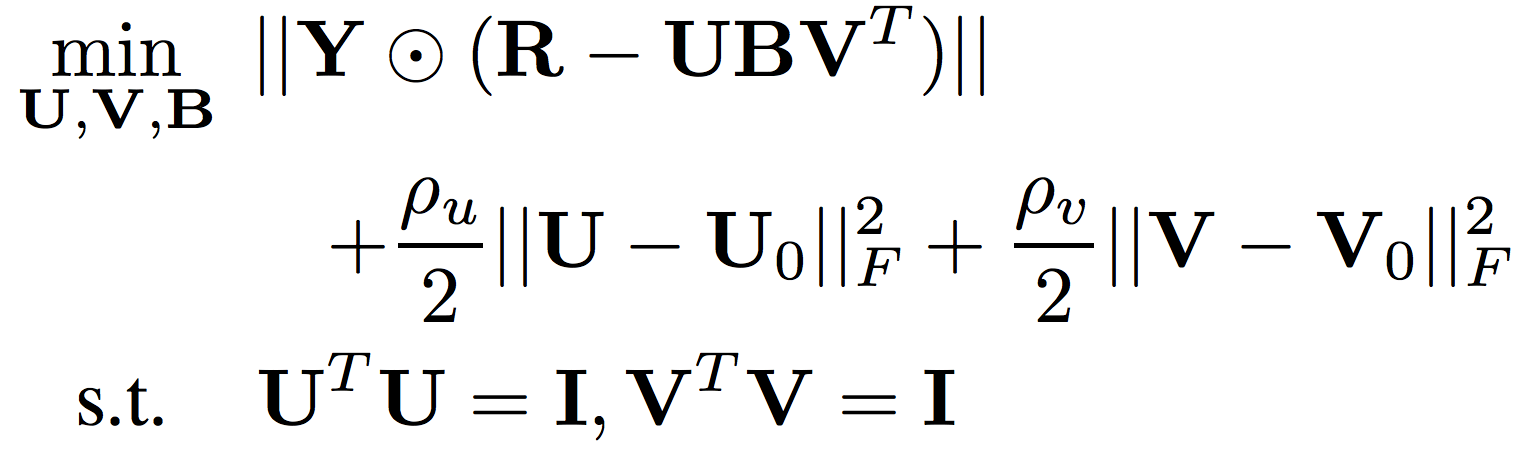 min_{U,V,B} ||Y ⊙ (R − UBV^T)||
+ρ_u/2 ||U − U_0||_F^2 + ρ_v/2 ||V − V_0||_F^2
s.t. U^T U = I, V^T V = I